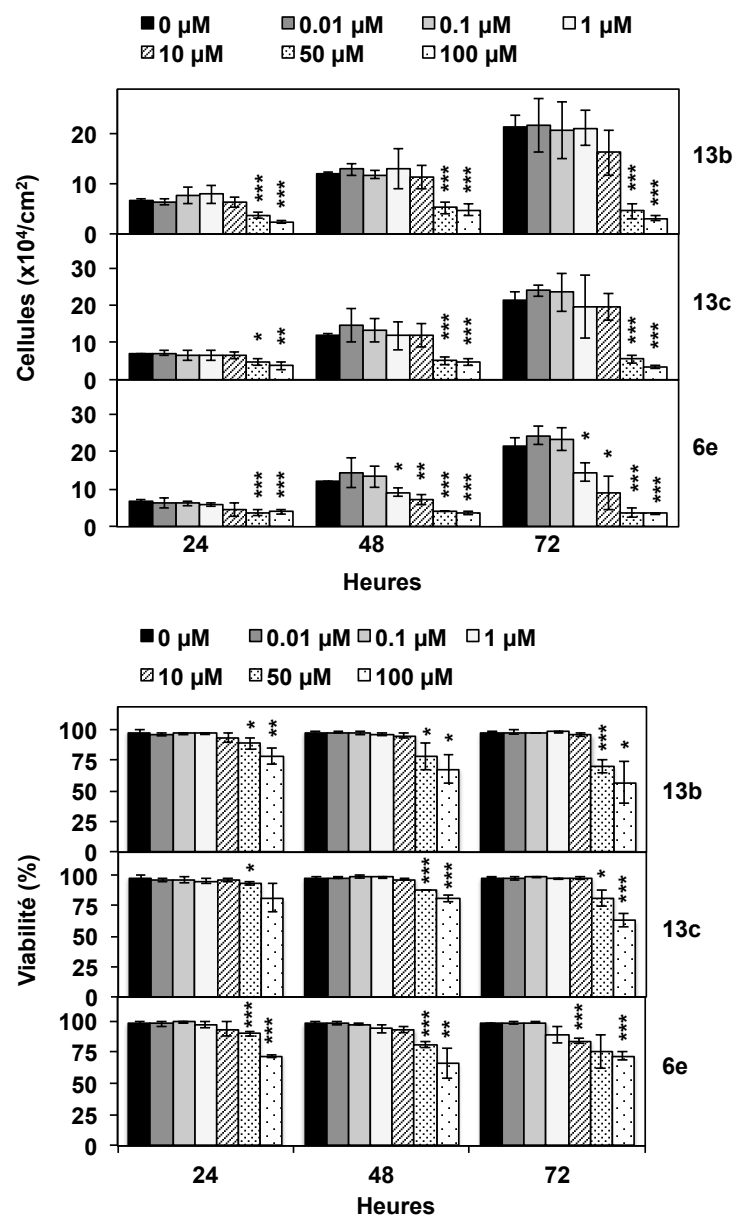 0 µM 0.01 µM 0.1 µM 1 µM
10 µM 50 µM 100 µM
Cellules (x10⁴/cm²)
20
10
0
*** ***
*** ***
*** ***
13b
30
20
10
0
* **
*** ***
*** ***
13c
30
20
10
0
*** ***
* ** *** ***
* * *** ***
6e
24 48 72
Heures
0 µM 0.01 µM 0.1 µM 1 µM
10 µM 50 µM 100 µM
Viabilité (%)
100
75
50
25
0
* **
* *
*** *
13b
100
75
50
25
0
*
*** ***
* ***
13c
100
75
50
25
0
*** ***
*** **
*** ***
6e
24 48 72
Heures